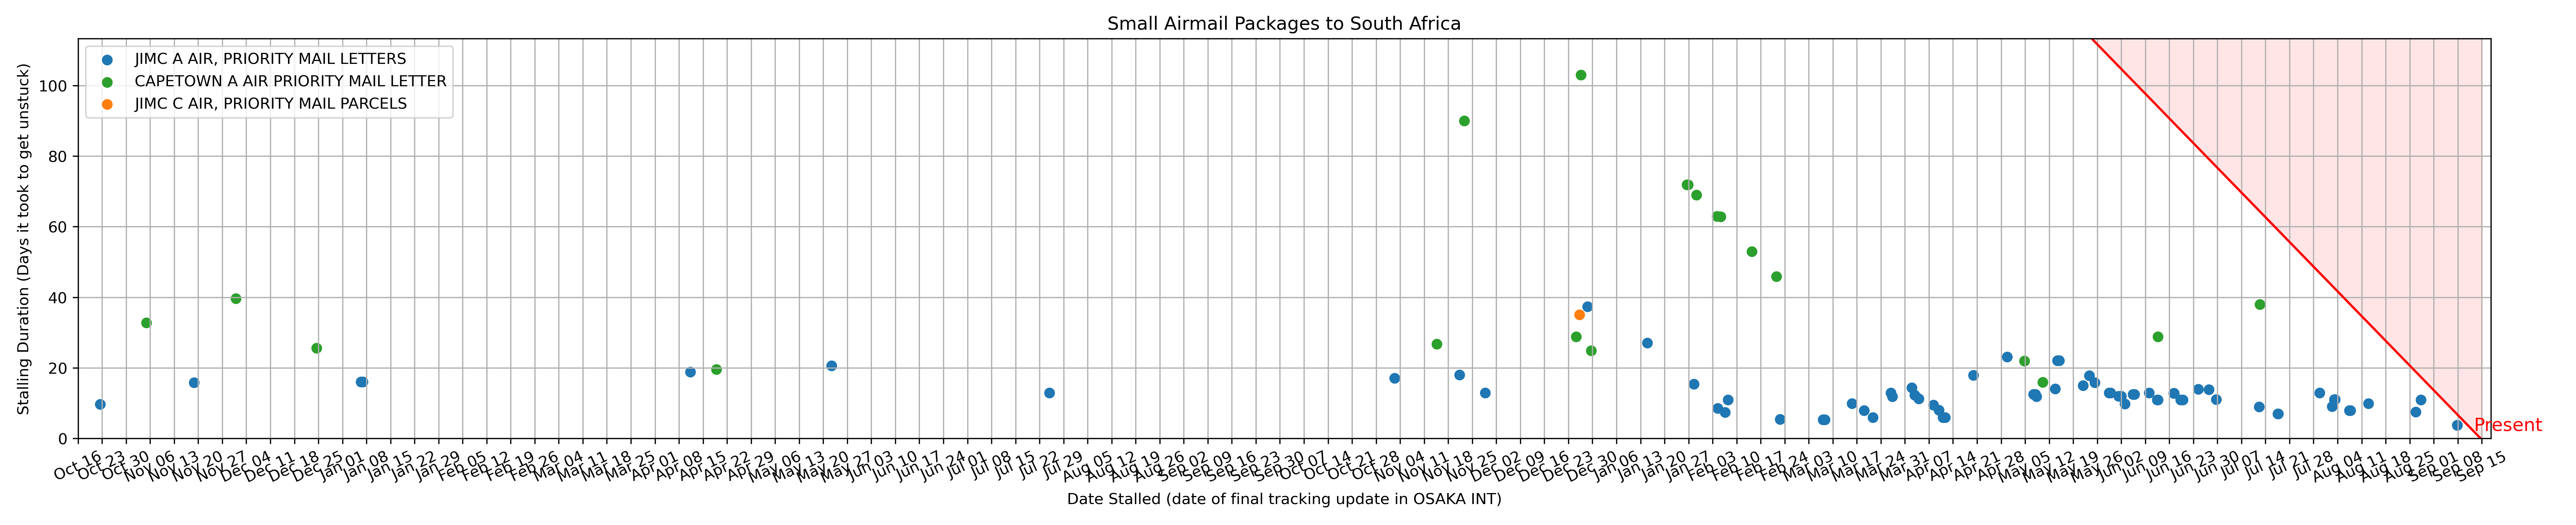 Small Airmail Packages to South Africa
JIMC A AIR, PRIORITY MAIL LETTERS
CAPETOWN A AIR PRIORITY MAIL LETTER
JIMC C AIR, PRIORITY MAIL PARCELS
Stalling Duration (Days it took to get unstuck)
100
80
60
40
20
0
Present
Oct 16
Oct 23
Oct 30
Nov 06
Nov 13
Nov 20
Nov 27
Dec 04
Dec 11
Dec 18
Dec 25
Jan 01
Jan 08
Jan 15
Jan 22
Jan 29
Feb 05
Feb 12
Feb 19
Feb 26
Mar 04
Mar 11
Mar 18
Mar 25
Apr 01
Apr 08
Apr 15
Apr 22
Apr 29
May 06
May 13
May 20
May 27
Jun 03
Jun 10
Jun 17
Jun 24
Jul 01
Jul 08
Jul 15
Jul 22
Jul 29
Aug 05
Aug 12
Aug 19
Aug 26
Sep 02
Sep 09
Sep 16
Sep 23
Sep 30
Oct 07
Oct 14
Oct 21
Oct 28
Nov 04
Nov 11
Nov 18
Nov 25
Dec 02
Dec 09
Dec 16
Dec 23
Dec 30
Jan 06
Jan 13
Jan 20
Jan 27
Feb 03
Feb 10
Feb 17
Feb 24
Mar 03
Mar 10
Mar 17
Mar 24
Mar 31
Apr 07
Apr 14
Apr 21
Apr 28
May 05
May 12
May 19
May 26
Jun 02
Jun 09
Jun 16
Jun 23
Jun 30
Jul 07
Jul 14
Jul 21
Jul 28
Aug 04
Aug 11
Aug 18
Aug 25
Sep 01
Sep 08
Sep 15
Date Stalled (date of final tracking update in OSAKA INT)